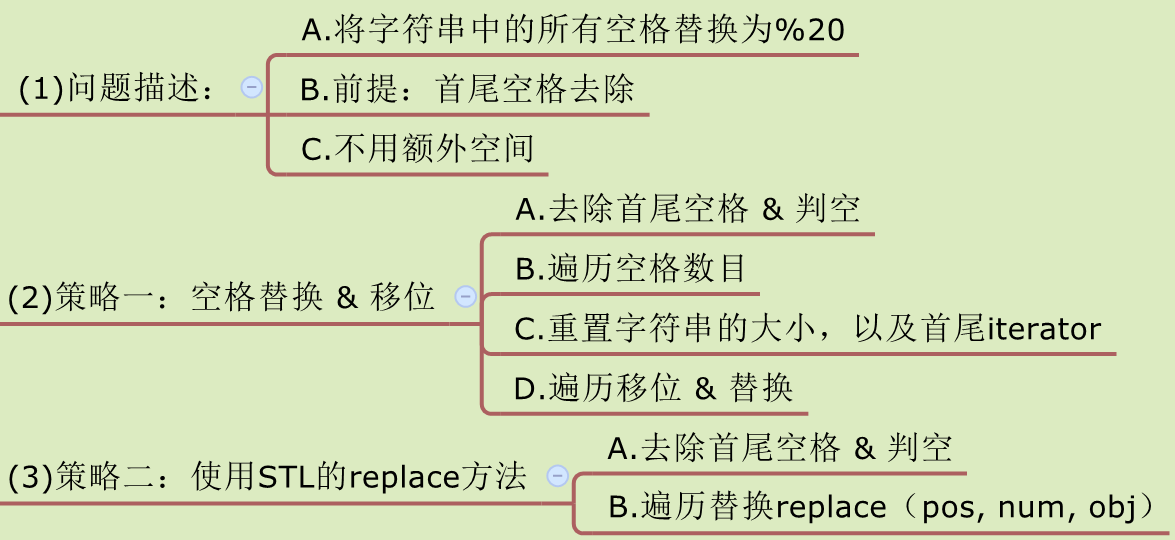 (1)问题描述：
A.将字符串中的所有空格替换为%20
B.前提：首尾空格去除
C.不用额外空间
(2)策略一：空格替换 & 移位
A.去除首尾空格 & 判空
B.遍历空格数目
C.重置字符串的大小，以及首尾iterator
D.遍历移位 & 替换
(3)策略二：使用STL的replace方法
A.去除首尾空格 & 判空
B.遍历替换replace（pos, num, obj）